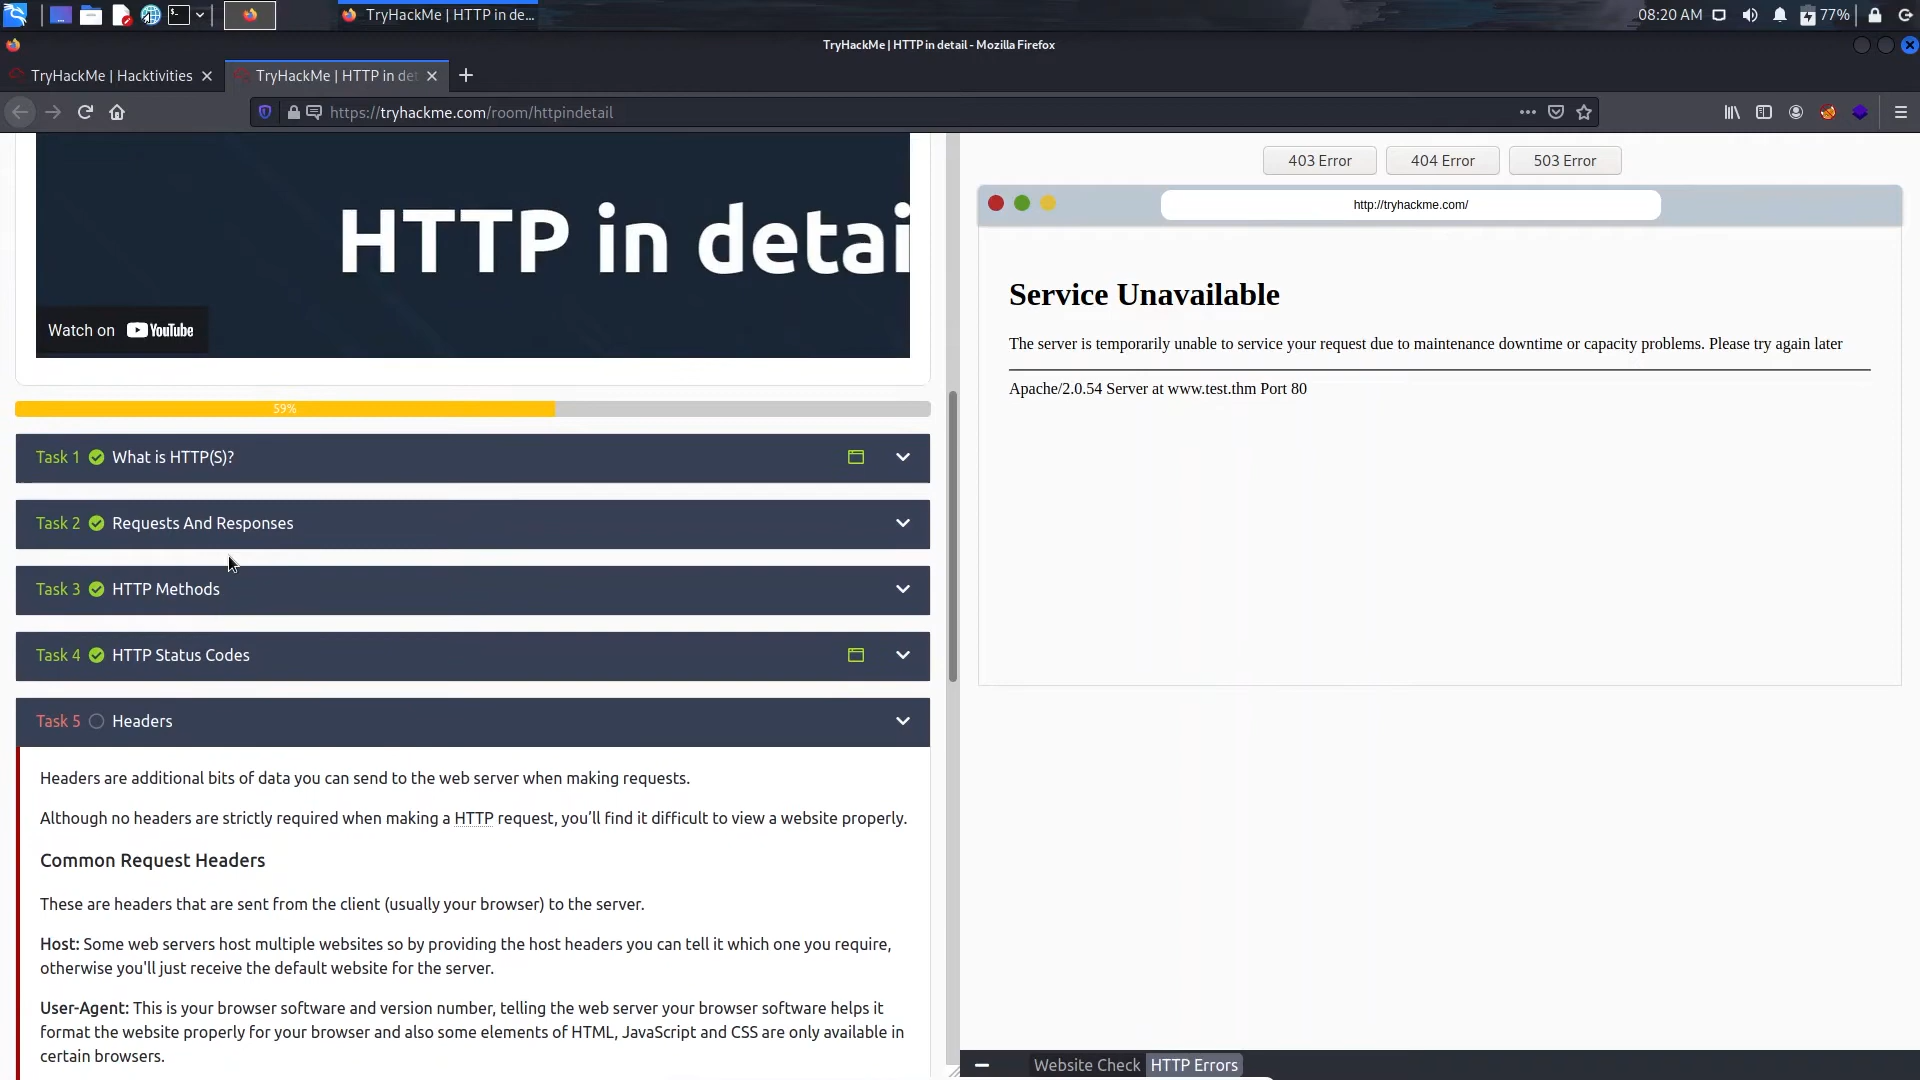 TryHackMe | HTTP in de...
08:20 AM
77%
TryHackMe | HTTP in detail - Mozilla Firefox
TryHackMe | Hacktivities
TryHackMe | HTTP in det
https://tryhackme.com/room/httpindetail
HTTP in detai
Watch on YouTube
59%
Task 1 What is HTTP(S)?
Task 2 Requests And Responses
Task 3 HTTP Methods
Task 4 HTTP Status Codes
Task 5 Headers
Headers are additional bits of data you can send to the web server when making requests.
Although no headers are strictly required when making a HTTP request, you'll find it difficult to view a website properly.
Common Request Headers
These are headers that are sent from the client (usually your browser) to the server.
Host: Some web servers host multiple websites so by providing the host headers you can tell it which one you require,
otherwise you'll just receive the default website for the server.
User-Agent: This is your browser software and version number, telling the web server your browser software helps it
format the website properly for your browser and also some elements of HTML, JavaScript and CSS are only available in
certain browsers.
403 Error
404 Error
503 Error
http://tryhackme.com/
Service Unavailable
The server is temporarily unable to service your request due to maintenance downtime or capacity problems. Please try again later
Apache/2.0.54 Server at www.test.thm Port 80
Website Check
HTTP Errors